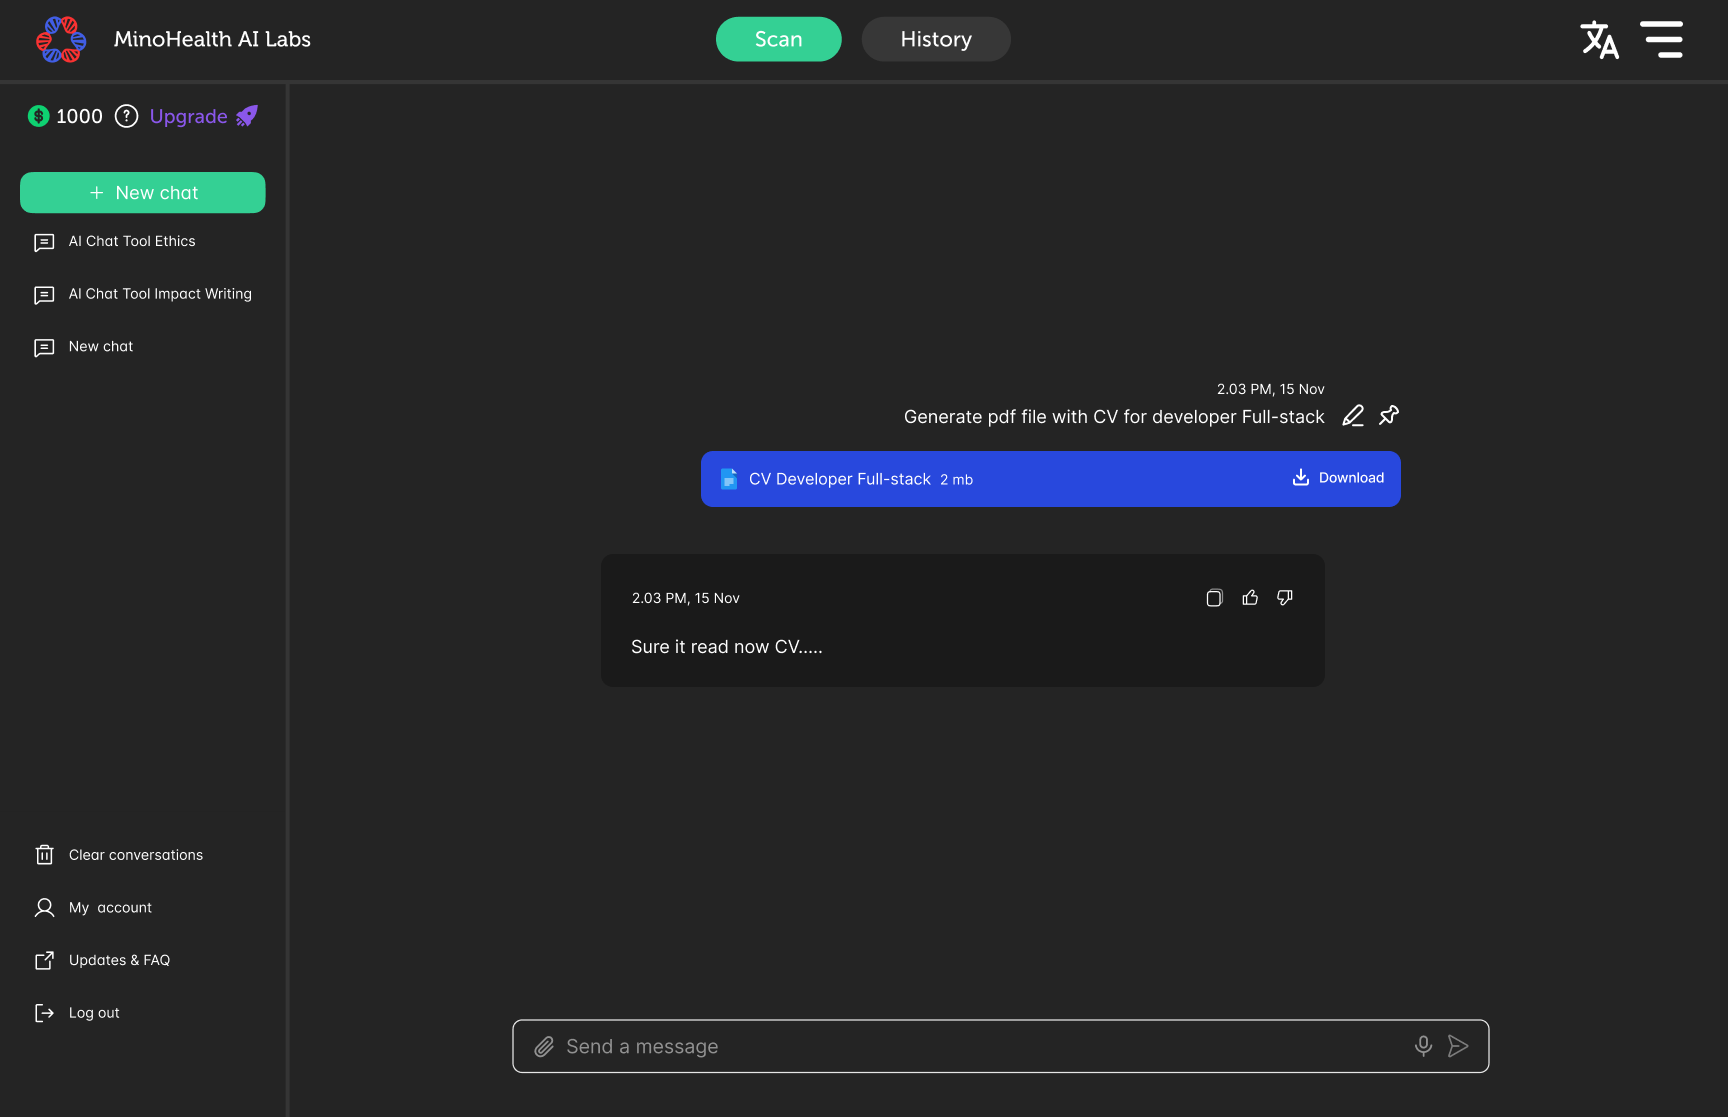 MinoHealth AI Labs
Scan
History
1000
Upgrade
+ New chat
AI Chat Tool Ethics
AI Chat Tool Impact Writing
New chat
Clear conversations
My account
Updates & FAQ
Log out
2.03 PM, 15 Nov
Generate pdf file with CV for developer Full-stack
CV Developer Full-stack 2 mb
Download
2.03 PM, 15 Nov
Sure it read now CV.....
Send a message